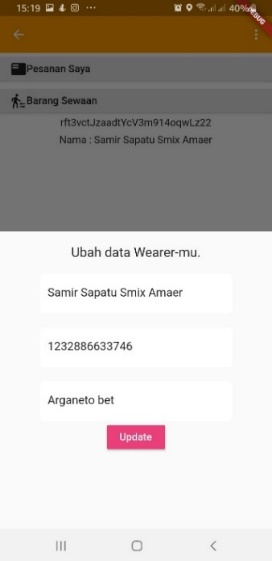 15:19
40%
DEBUG
Pesanan Saya
Barang Sewaan
rft3vctJzaadtYcV3m914oqwLz22
Nama : Samir Sapatu Smix Amaer
Ubah data Wearer-mu.
Samir Sapatu Smix Amaer
1232886633746
Arganeto bet
Update